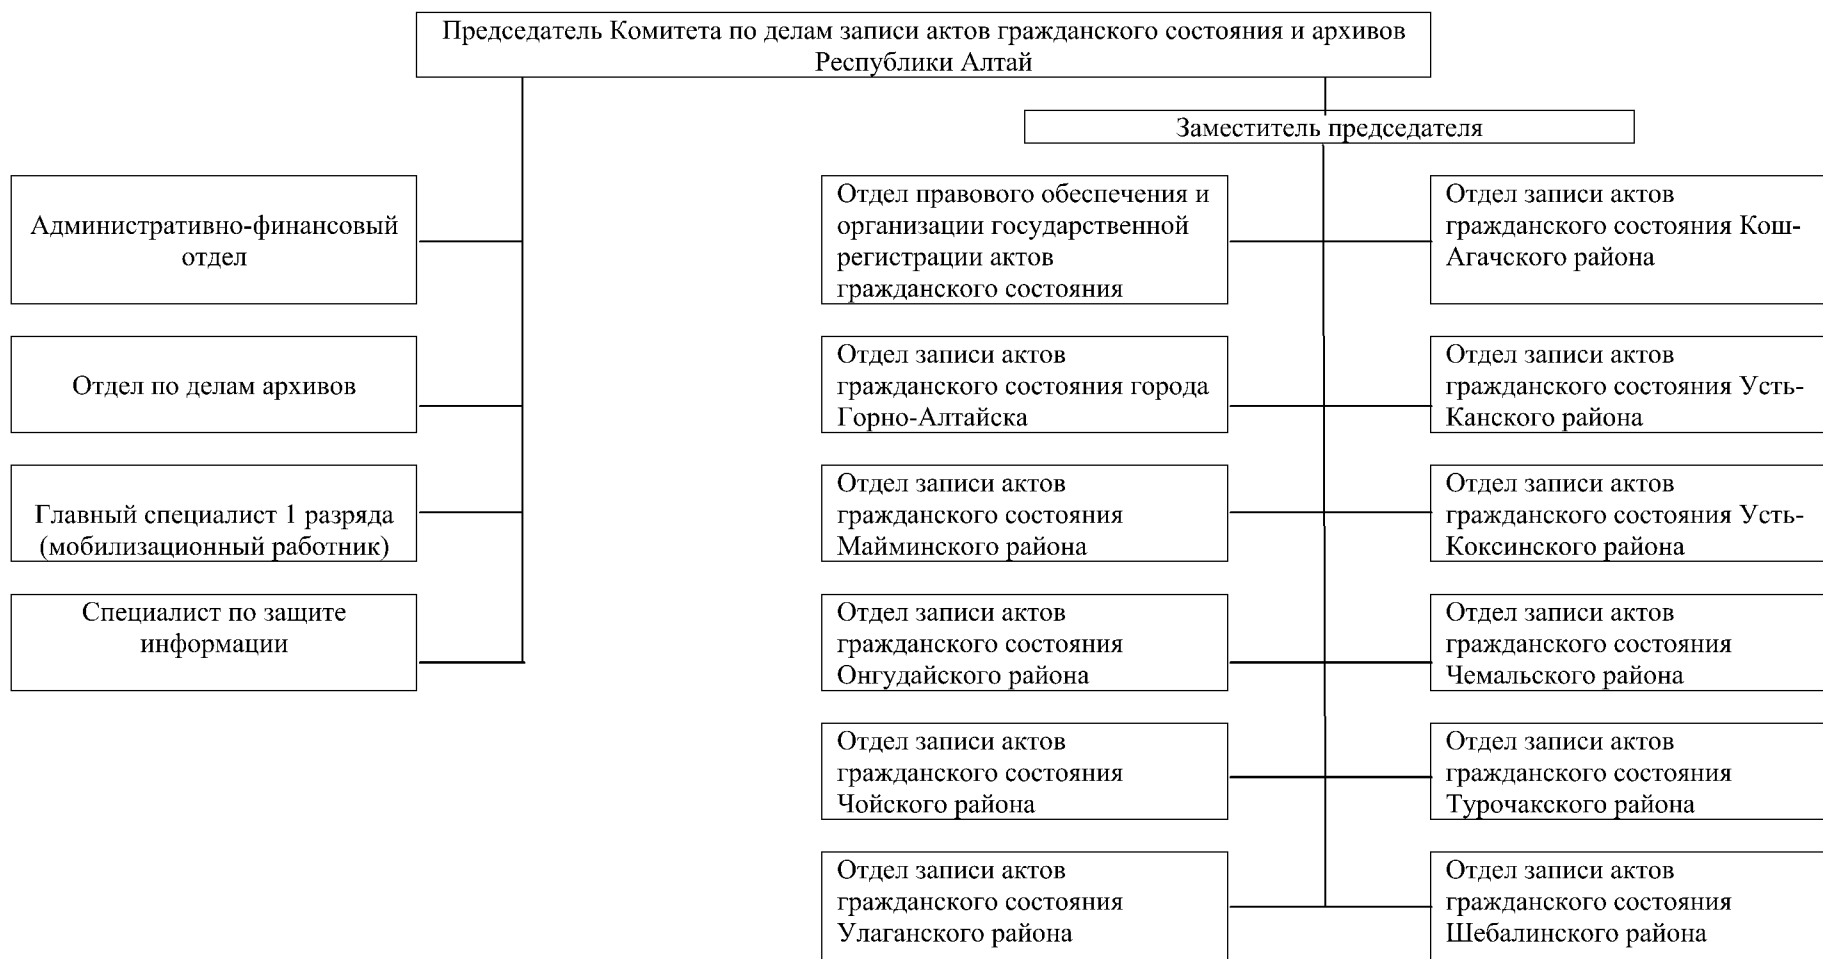 Председатель Комитета по делам записи актов гражданского состояния и архивов
Республики Алтай
Заместитель председателя
Административно-финансовый
отдел
Отдел по делам архивов
Главный специалист 1 разряда
(мобилизационный работник)
Специалист по защите
информации
Отдел правового обеспечения и
организации государственной
регистрации актов
гражданского состояния
Отдел записи актов
гражданского состояния города
Горно-Алтайска
Отдел записи актов
гражданского состояния
Майминского района
Отдел записи актов
гражданского состояния
Онгудайского района
Отдел записи актов
гражданского состояния
Чойского района
Отдел записи актов
гражданского состояния
Улаганского района
Отдел записи актов
гражданского состояния Кош-
Агачского района
Отдел записи актов
гражданского состояния Усть-
Канского района
Отдел записи актов
гражданского состояния Усть-
Коксинского района
Отдел записи актов
гражданского состояния
Чемальского района
Отдел записи актов
гражданского состояния
Турочакского района
Отдел записи актов
гражданского состояния
Шебалинского района